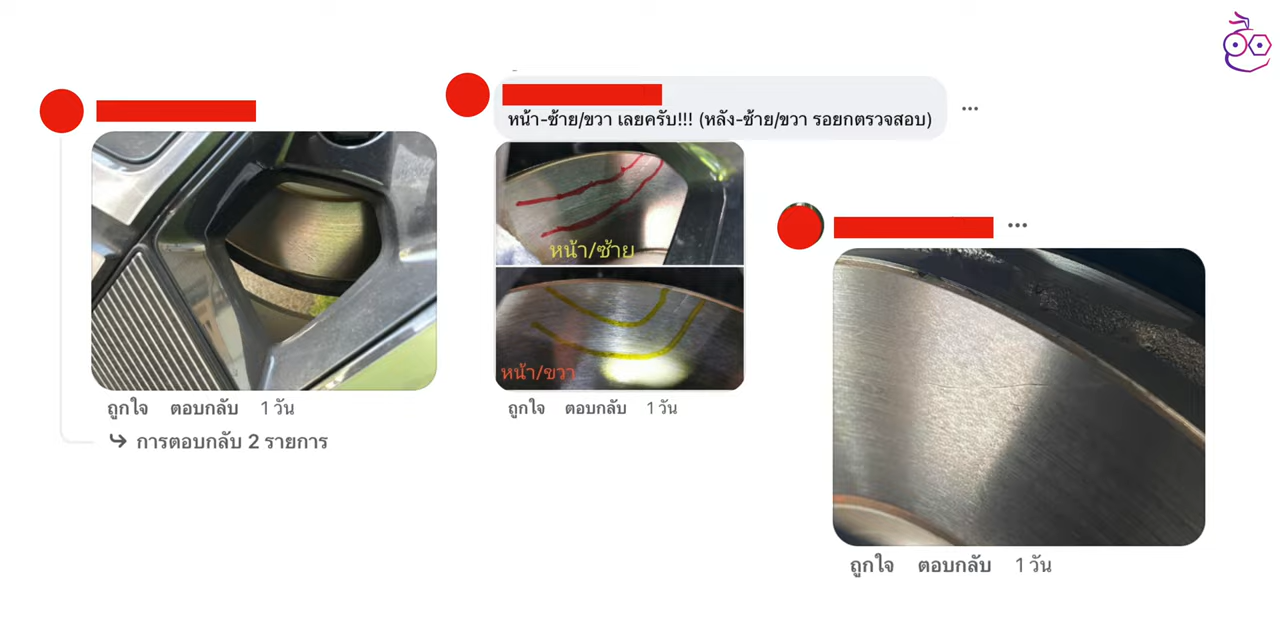 ถูกใจ ตอบกลับ 1 วัน
การตอบกลับ 2 รายการ
หน้า-ซ้าย/ขวา เลยครับ!!! (หลัง-ซ้าย/ขวา รอยกตรวจสอบ)
หน้า/ซ้าย
หน้า/ขวา
ถูกใจ ตอบกลับ 1 วัน
ถูกใจ ตอบกลับ 1 วัน